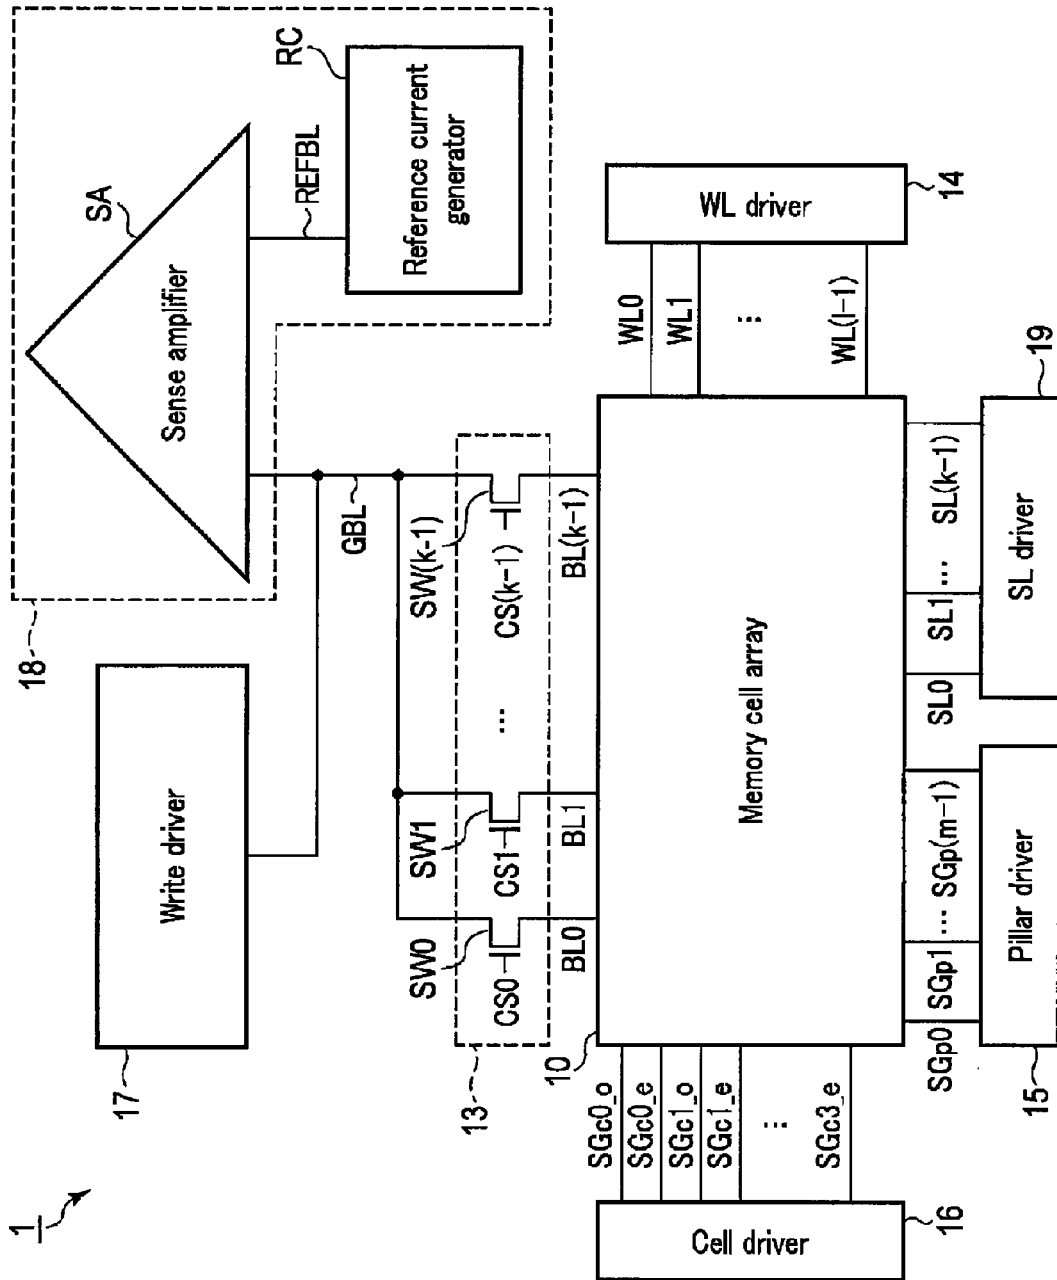 1
17
Write driver
18
SA
Sense amplifier
RC
Reference current
generator
REFBL
GBL
13
SW0
SW1
SW(k-1)
CS0
CS1
...
CS(k-1)
BL0
BL1
BL(k-1)
10
Memory cell array
SGc0_o
SGc0_e
SGc1_o
SGc1_e
...
SGc3_e
Cell driver
16
WL0
WL1
...
WL(l-1)
WL driver
14
SGp0
SGp1
...
SGp(m-1)
SL0
SL1
...
SL(k-1)
15
Pillar driver
SL driver
19